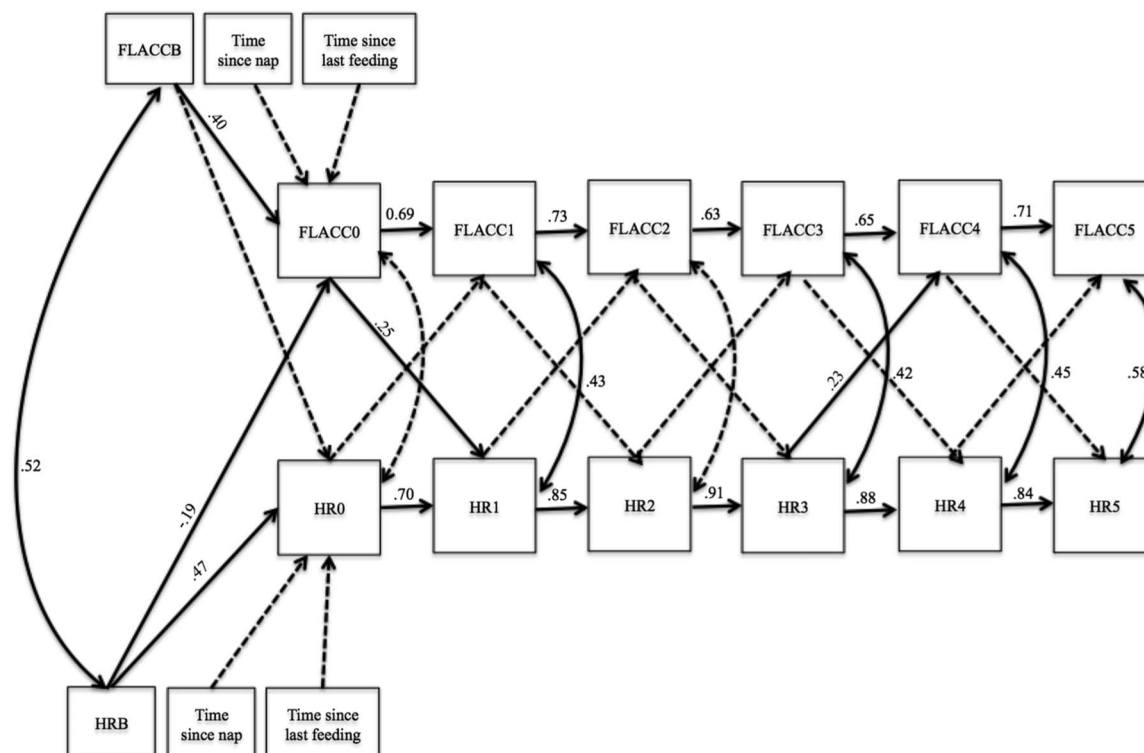 FLACCB
Time
since nap
Time since
last feeding
.40
FLACC0
0.69
FLACC1
.73
FLACC2
.63
FLACC3
.65
FLACC4
.71
FLACC5
.25
.43
.23
.42
.45
.58
.52
-.19
.47
HR0
.70
HR1
.85
HR2
.91
HR3
.88
HR4
.84
HR5
HRB
Time
since nap
Time since
last feeding